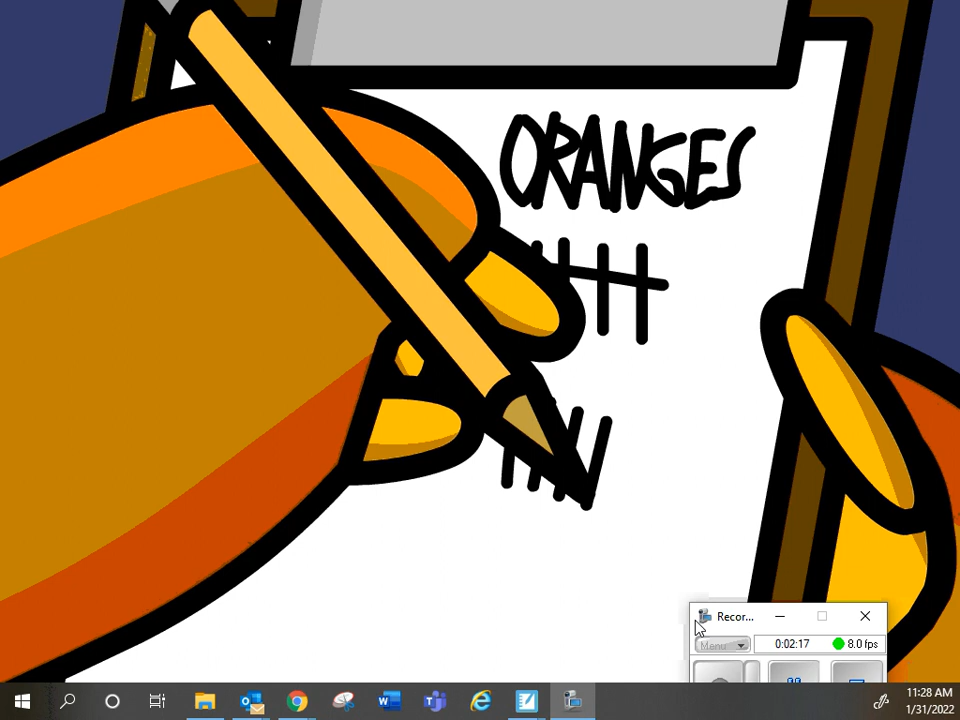 ORANGES
Recor...
Menu
0:02:17
8.0 fps
11:28 AM
1/31/2022